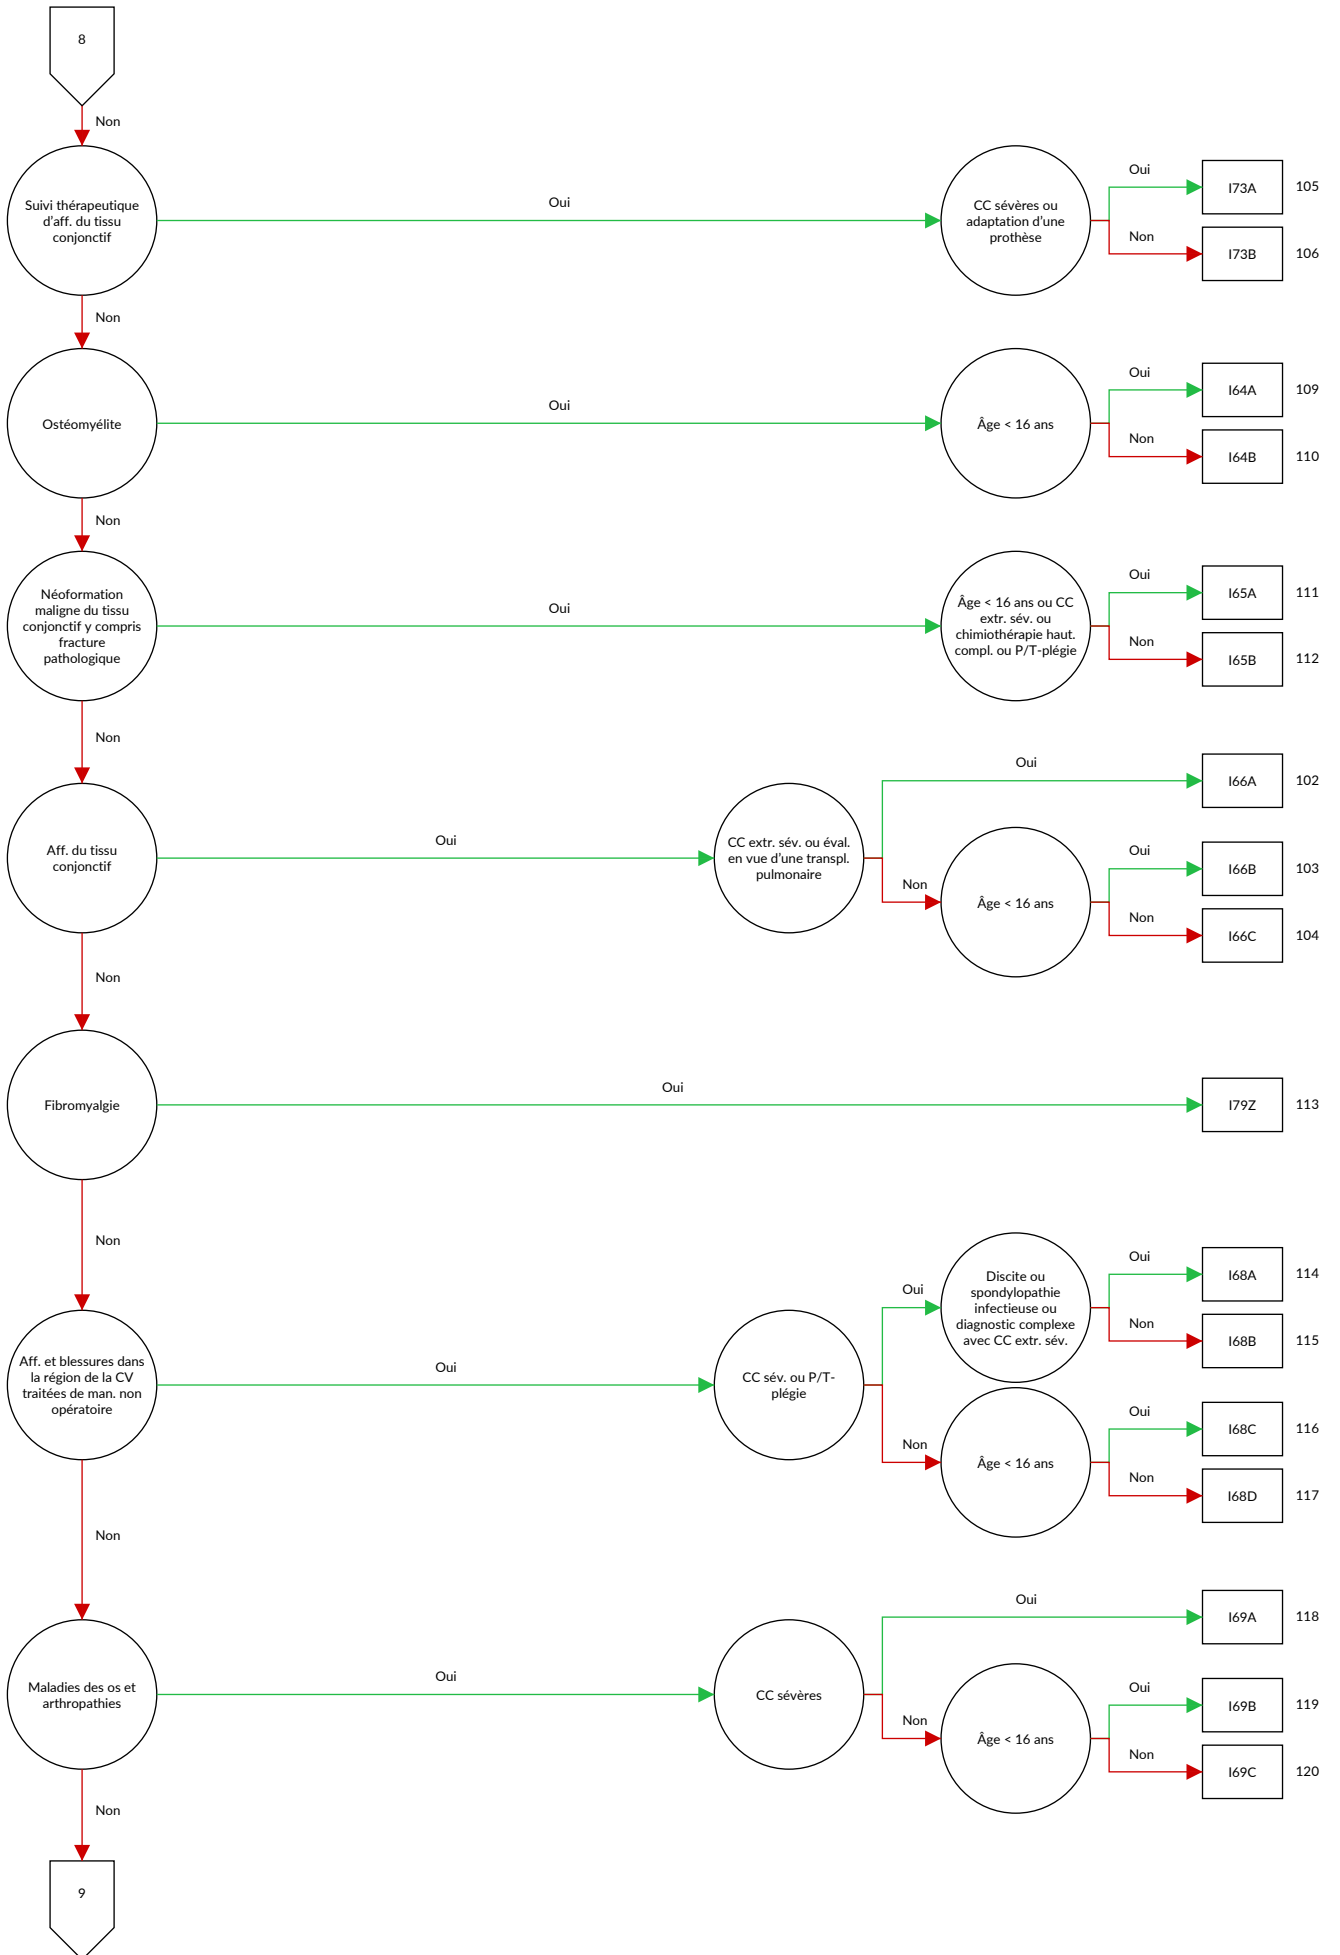 8
Non
Suivi thérapeutique
d'aff. du tissu
conjonctif
Oui
CC sévères ou
adaptation d'une
prothèse
Oui
I73A
105
Non
I73B
106
Non
Ostéomyélite
Oui
Âge < 16 ans
Oui
I64A
109
Non
I64B
110
Non
Néoformation
maligne du tissu
conjonctif y compris
fracture
pathologique
Oui
Âge < 16 ans ou CC
extr. sév. ou
chimiothérapie haut.
compl. ou P/T-plégie
Oui
I65A
111
Non
I65B
112
Non
Aff. du tissu
conjonctif
Oui
CC extr. sév. ou éval.
en vue d'une transpl.
pulmonaire
Oui
I66A
102
Non
Âge < 16 ans
Oui
I66B
103
Non
I66C
104
Non
Fibromyalgie
Oui
I79Z
113
Non
Aff. et blessures dans
la région de la CV
traitées de man. non
opératoire
Oui
CC sév. ou P/T-
plégie
Oui
Discite ou
spondylopathie
infectieuse ou
diagnostic complexe
avec CC extr. sév.
Oui
I68A
114
Non
I68B
115
Non
Âge < 16 ans
Oui
I68C
116
Non
I68D
117
Non
Maladies des os et
arthropathies
Oui
CC sévères
Oui
I69A
118
Non
Âge < 16 ans
Oui
I69B
119
Non
I69C
120
Non
9